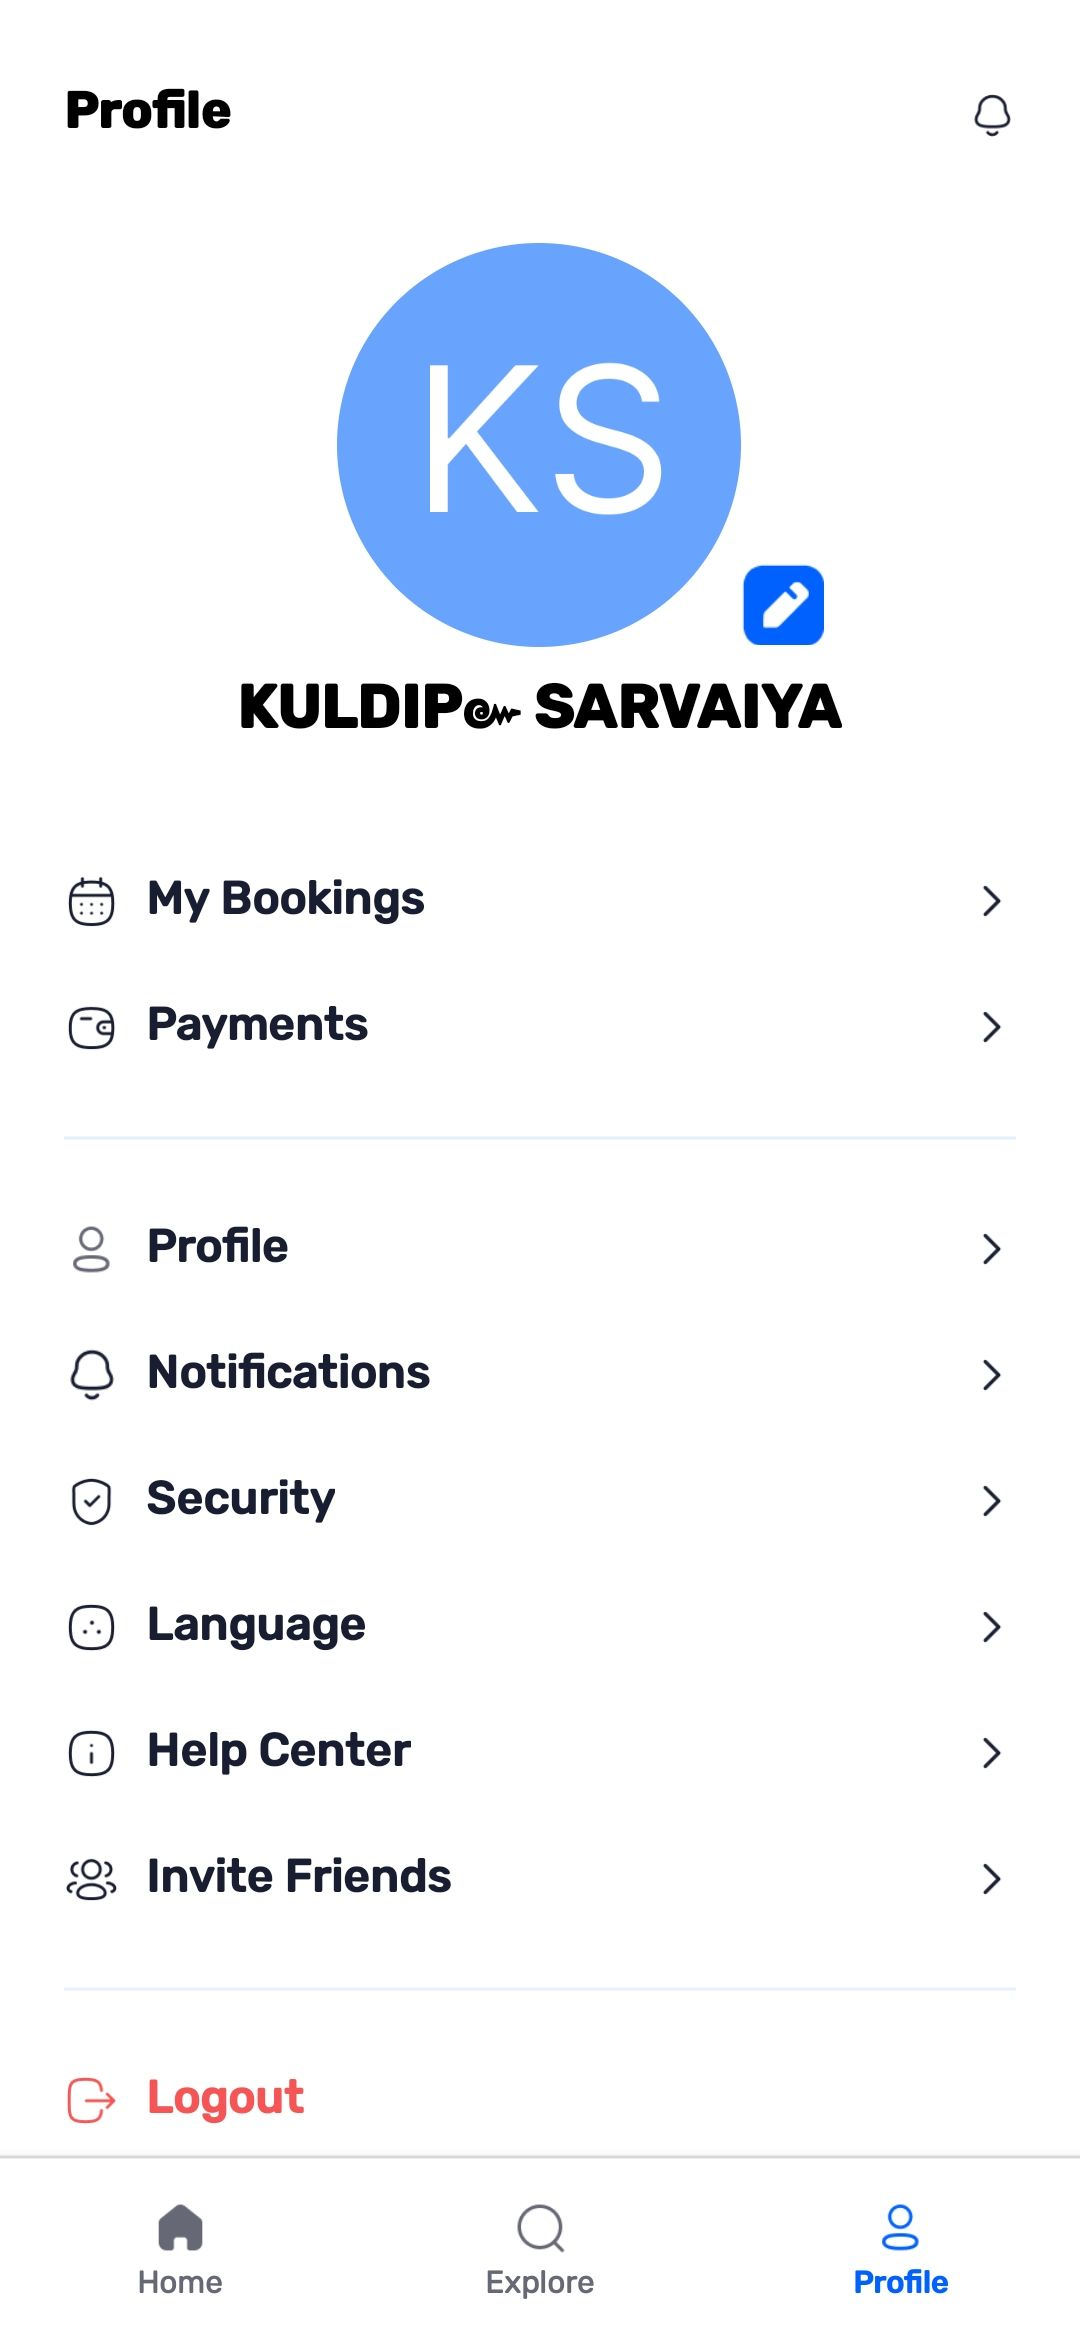 Profile
KS
KULDIP SARVAIYA
My Bookings
Payments
Profile
Notifications
Security
Language
Help Center
Invite Friends
Logout
Home
Explore
Profile